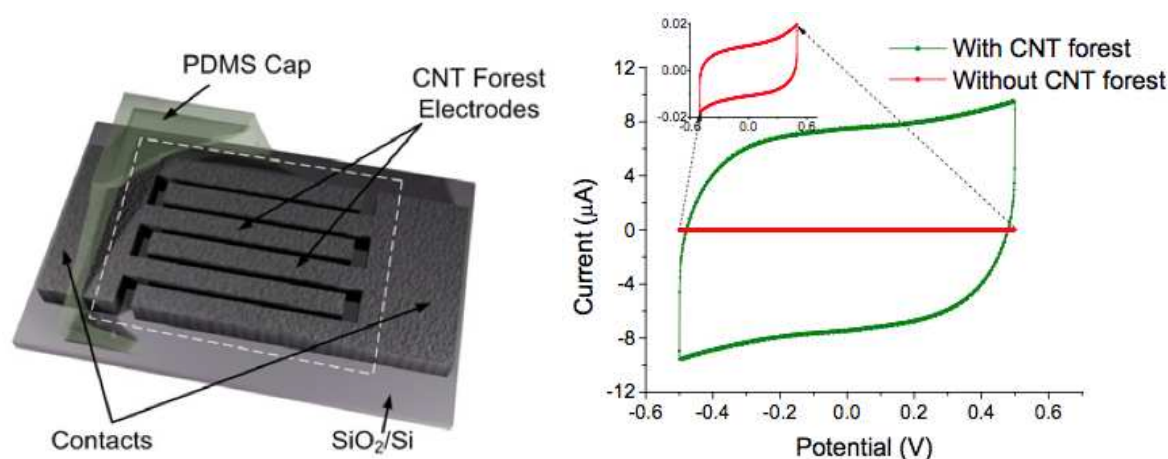 PDMS Cap
CNT Forest
Electrodes
Contacts
SiO₂/Si
With CNT forest
Without CNT forest
0.02
0.00
-0.02
-0.6
0.0
0.6
12
8
4
0
-4
-8
-12
Current (μA)
-0.6
-0.4
-0.2
0.0
0.2
0.4
0.6
Potential (V)